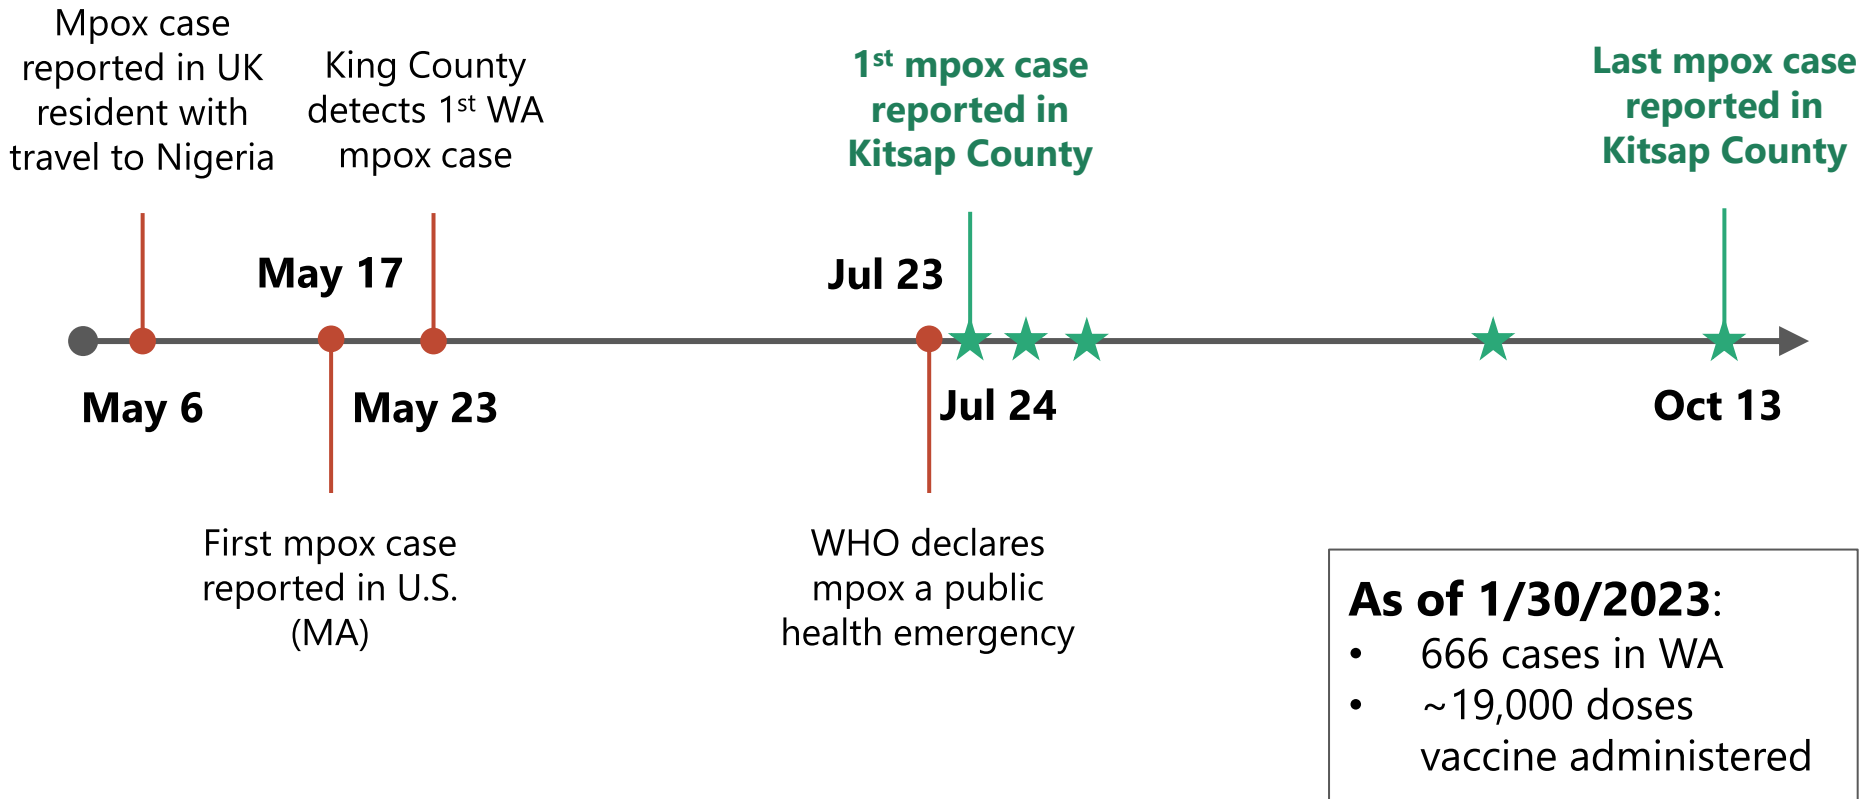 Mpox case
reported in UK
resident with
travel to Nigeria
King County
detects 1st WA
mpox case
1st mpox case
reported in
Kitsap County
Last mpox case
reported in
Kitsap County
May 17
Jul 23
May 6
May 23
Jul 24
Oct 13
First mpox case
reported in U.S.
(MA)
WHO declares
mpox a public
health emergency
As of 1/30/2023:
• 666 cases in WA
• ~19,000 doses
vaccine administered